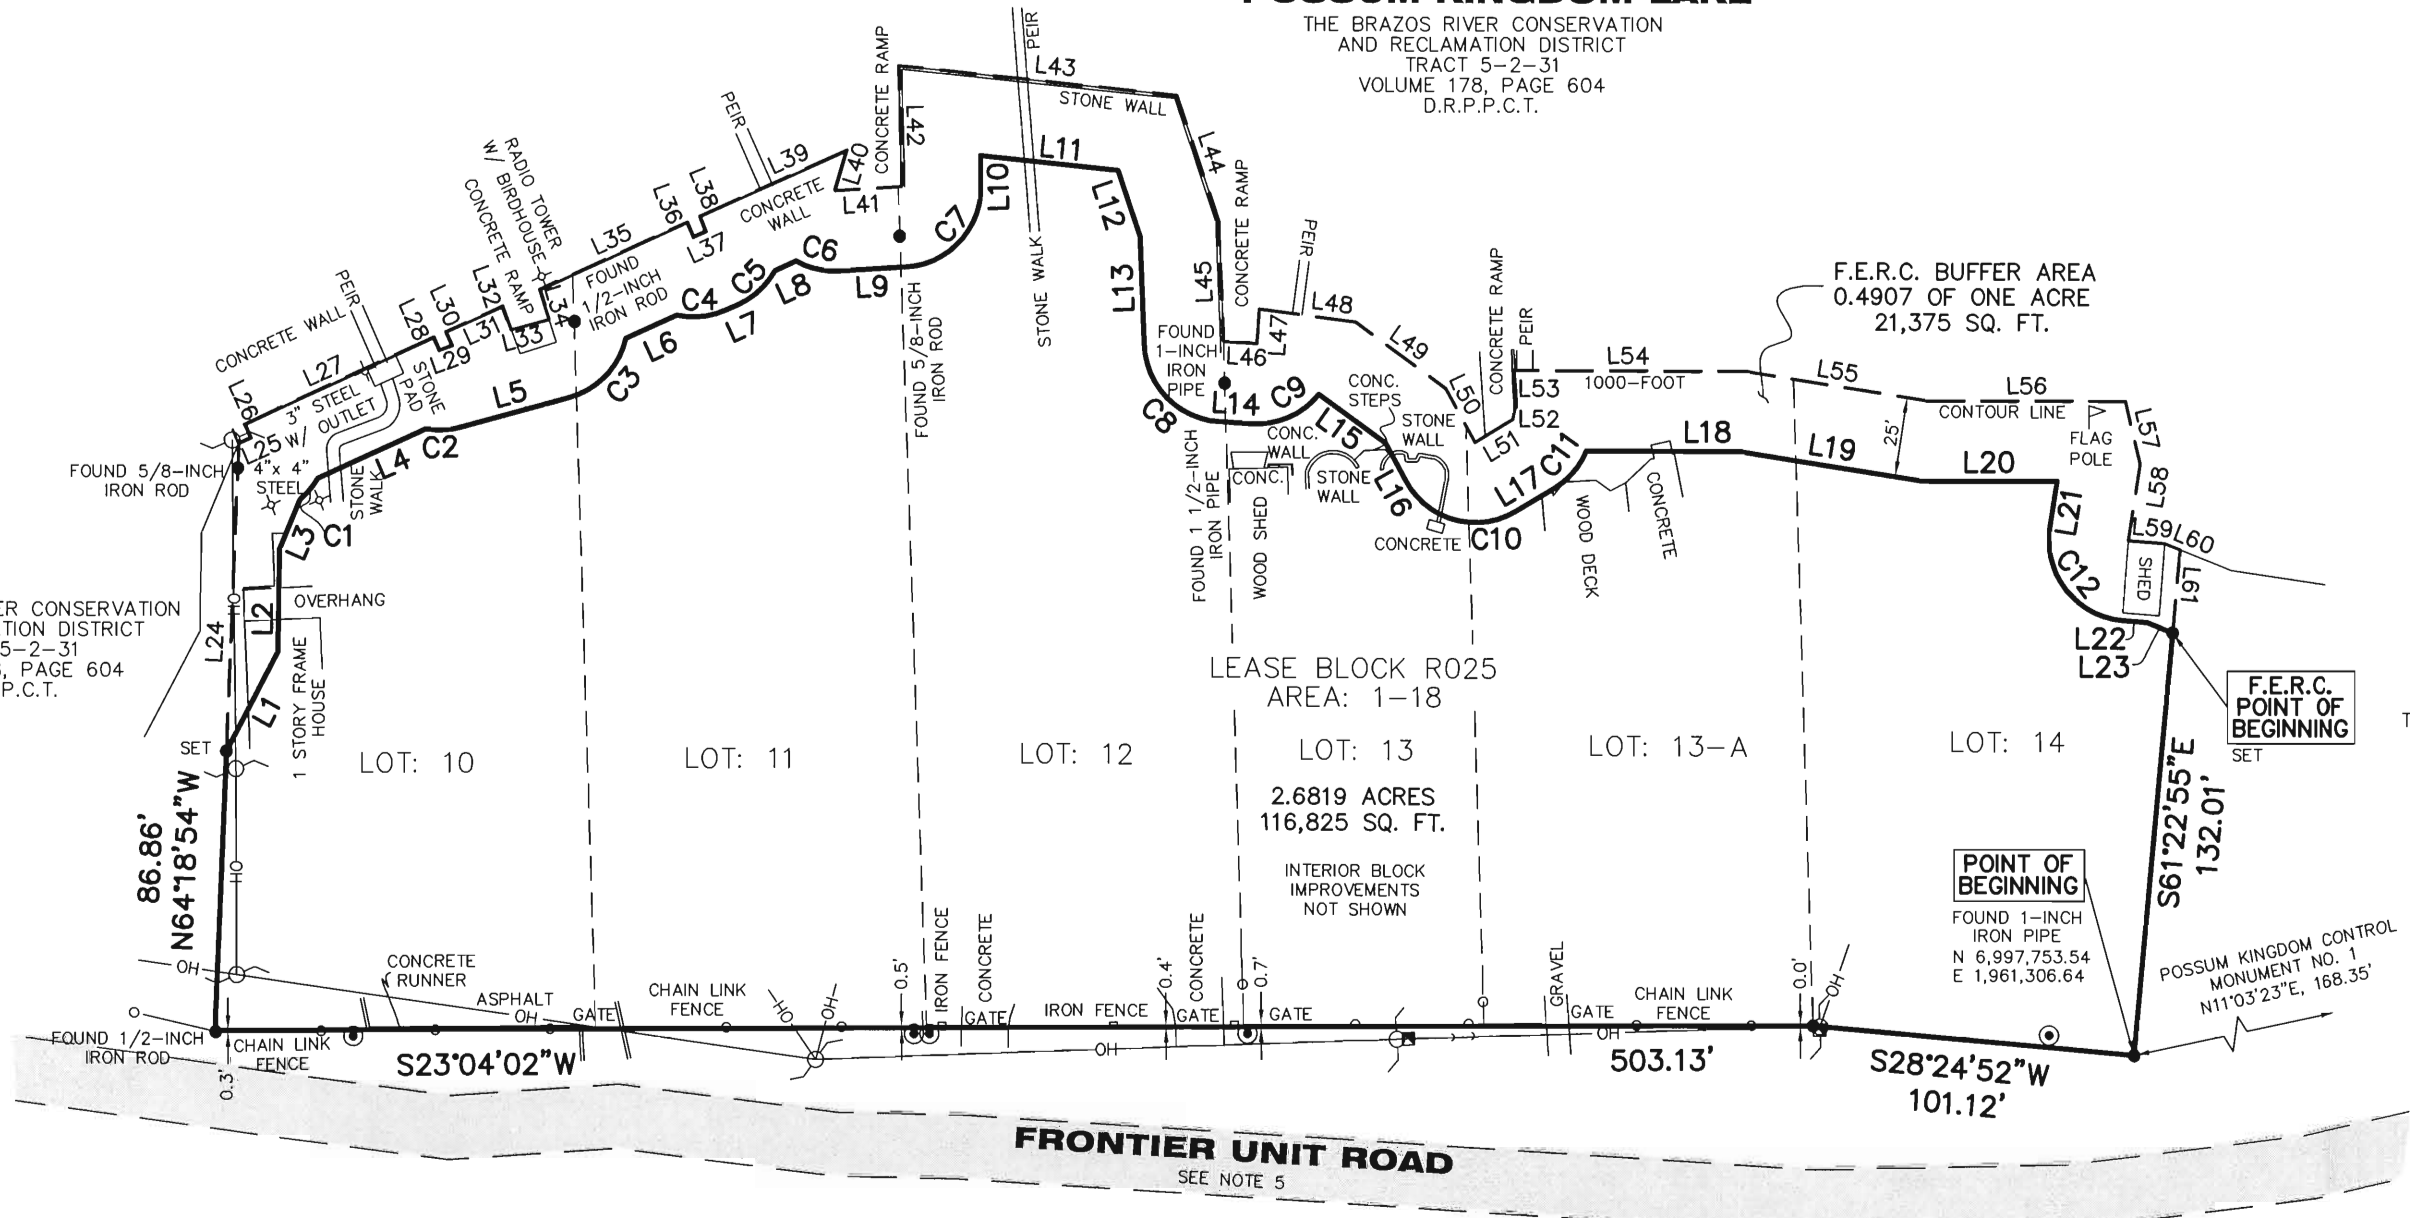 POSSUM KINGDOM LAKE
THE BRAZOS RIVER CONSERVATION
AND RECLAMATION DISTRICT
TRACT 5-2-31
VOLUME 178, PAGE 604
D.R.P.P.C.T.
PEIR
L43
STONE WALL
CONCRETE RAMP
L42
L44
PEIR
L39
L40
L41
CONCRETE
WALL
RADIO TOWER
W/ BIRDHOUSE
CONCRETE RAMP
L38
L36
L37
L35
L34
FOUND
1/2-INCH
IRON ROD
L11
L10
L12
C7
C6
C5
L8
L9
C4
L7
L6
C3
L13
STONE WALK
CONCRETE RAMP
L45
PEIR
L48
L47
L46
L49
FOUND
1-INCH
IRON
PIPE
L14
C9
C8
CONC.
STEPS
L15
STONE
WALL
L50
CONCRETE RAMP
PEIR
L53
L52
L51
L54
1000-FOOT
F.E.R.C. BUFFER AREA
0.4907 OF ONE ACRE
21,375 SQ. FT.
L55
25'
L56
CONTOUR LINE
FLAG
POLE
L57
L58
L59
L60
L61
SHED
CONCRETE WALL
PEIR
L32
L30
L28
L31
L33
L29
L27
L26
L25
3" STEEL
W/ OUTLET
STONE
PAD
L5
C2
L4
4"x 4"
STEEL
STONE
WALK
FOUND 5/8-INCH
IRON ROD
L3
C1
L2
OVERHANG
L24
L1
1 STORY FRAME
HOUSE
OH
ER CONSERVATION
TION DISTRICT
5-2-31
, PAGE 604
P.C.T.
SET
FOUND 5/8-INCH
IRON ROD
FOUND 1 1/2-INCH
IRON PIPE
WOOD SHED
CONC.
WALL
CONC.
STONE
WALL
L16
CONCRETE
C10
L17
C11
WOOD DECK
CONCRETE
L18
L19
L20
L21
C12
L22
L23
F.E.R.C.
POINT OF
BEGINNING
SET
LEASE BLOCK R025
AREA: 1-18
LOT: 10
LOT: 11
LOT: 12
LOT: 13
LOT: 13-A
LOT: 14
2.6819 ACRES
116,825 SQ. FT.
INTERIOR BLOCK
IMPROVEMENTS
NOT SHOWN
86.86'
N64°18'54"W
OH
S61°22'55"E
132.01'
POINT OF
BEGINNING
FOUND 1-INCH
IRON PIPE
N 6,997,753.54
E 1,961,306.64
POSSUM KINGDOM CONTROL
MONUMENT NO. 1
N11°03'23"E, 168.35'
OH
CONCRETE
RUNNER
ASPHALT
OH
GATE
CHAIN LINK
FENCE
OH
OH
0.5'
IRON FENCE
CONCRETE
GATE
IRON FENCE
0.4'
CONCRETE
GATE
0.7'
GATE
GRAVEL
GATE
CHAIN LINK
FENCE
0.0'
OH
FOUND 1/2-INCH
IRON ROD
0.3'
CHAIN LINK
FENCE
S23°04'02"W
OH
OH
503.13'
S28°24'52"W
101.12'
FRONTIER UNIT ROAD
SEE NOTE 5